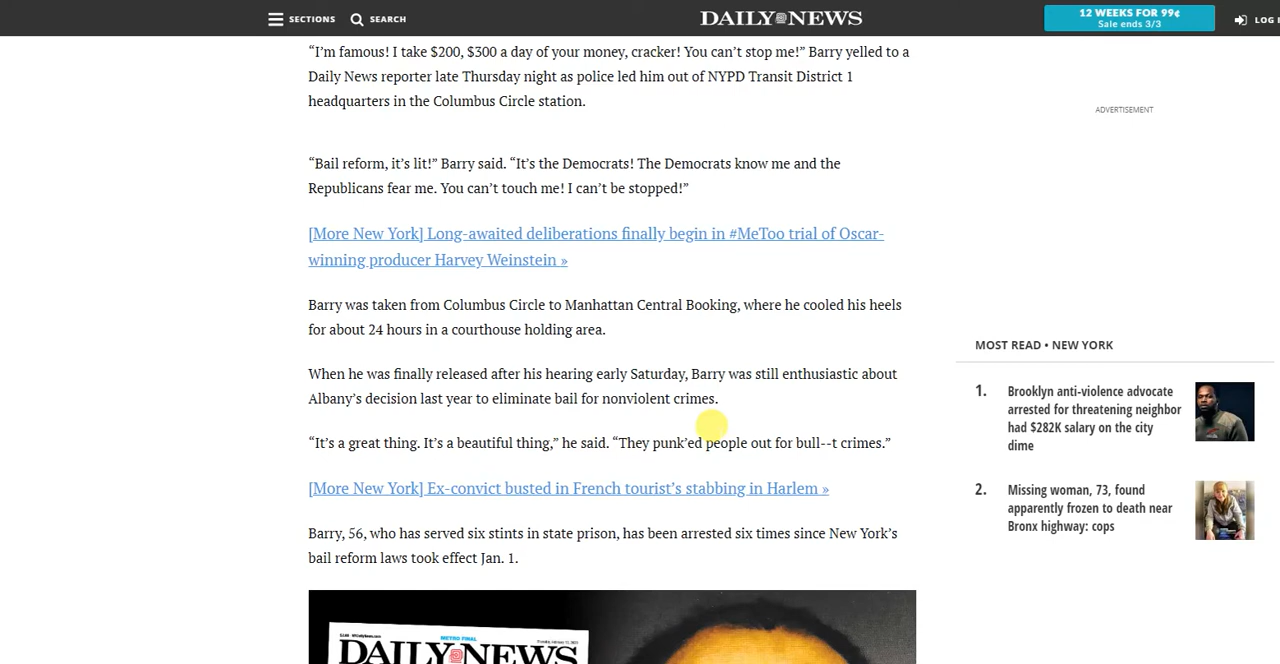 SECTIONS SEARCH DAILY NEWS 12 WEEKS FOR 99¢ LOG I
Sale ends 3/3
“I’m famous! I take $200, $300 a day of your money, cracker! You can’t stop me!” Barry yelled to a
Daily News reporter late Thursday night as police led him out of NYPD Transit District 1
headquarters in the Columbus Circle station.
ADVERTISEMENT
“Bail reform, it’s lit!” Barry said. “It’s the Democrats! The Democrats know me and the
Republicans fear me. You can’t touch me! I can’t be stopped!”
[More New York] Long-awaited deliberations finally begin in #MeToo trial of Oscar-
winning producer Harvey Weinstein »
Barry was taken from Columbus Circle to Manhattan Central Booking, where he cooled his heels
for about 24 hours in a courthouse holding area.
When he was finally released after his hearing early Saturday, Barry was still enthusiastic about
Albany’s decision last year to eliminate bail for nonviolent crimes.
“It’s a great thing. It’s a beautiful thing,” he said. “They punk’ed people out for bull--t crimes.”
[More New York] Ex-convict busted in French tourist’s stabbing in Harlem »
Barry, 56, who has served six stints in state prison, has been arrested six times since New York’s
bail reform laws took effect Jan. 1.
METRO FINAL
DAILY NEWS
MOST READ • NEW YORK
1. Brooklyn anti-violence advocate
arrested for threatening neighbor
had $282K salary on the city
dime
2. Missing woman, 73, found
apparently frozen to death near
Bronx highway: cops